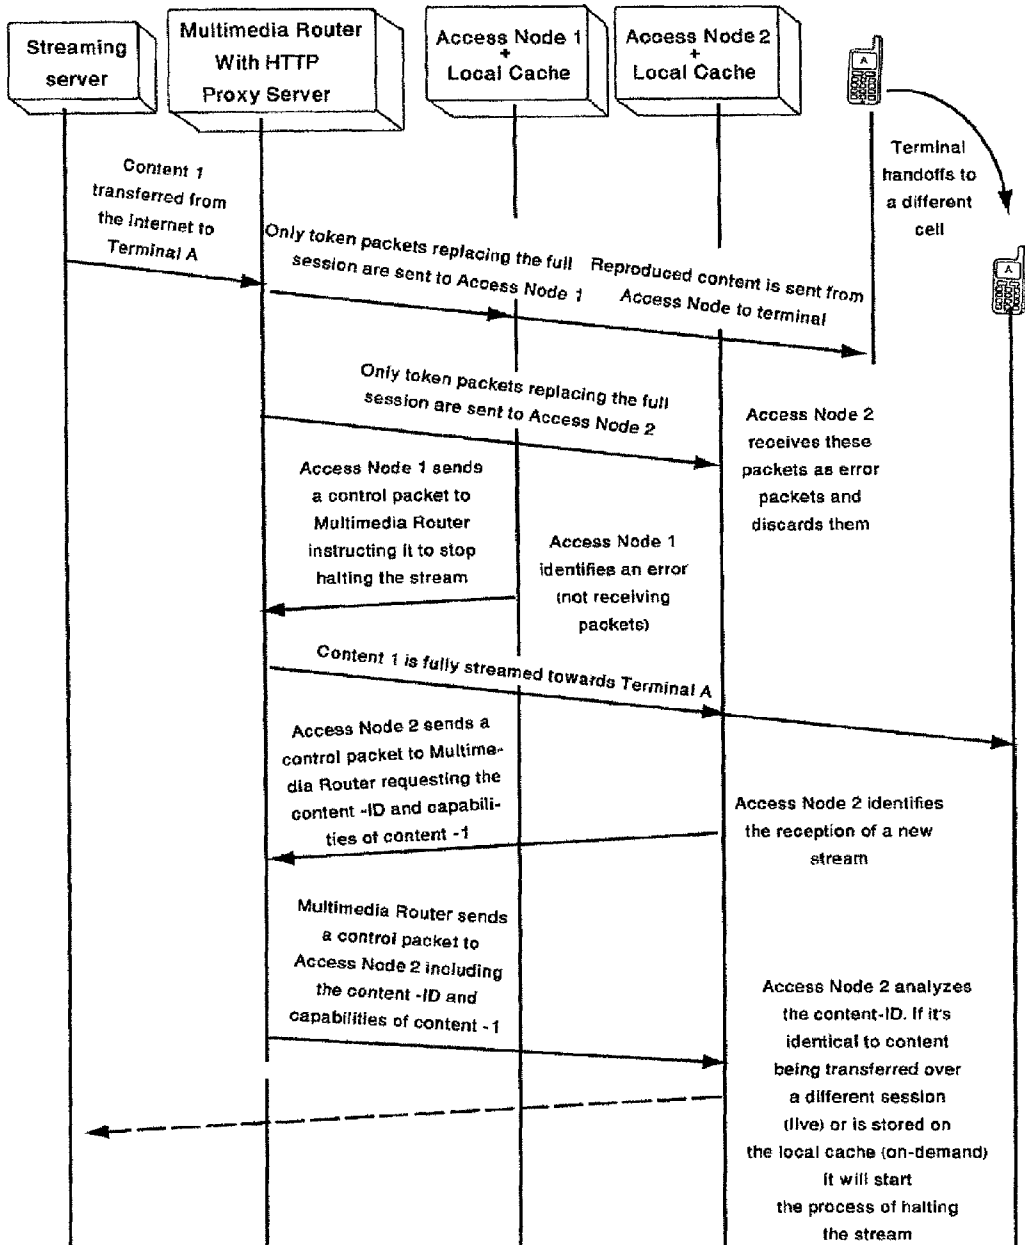 Streaming
server
Multimedia Router
With HTTP
Proxy Server
Access Node 1
+
Local Cache
Access Node 2
+
Local Cache
A
Terminal
handoffs to
a different
cell
A
Content 1
transferred from
the Internet to
Terminal A
Only token packets replacing the full
session are sent to Access Node 1
Reproduced content is sent from
Access Node to terminal
Only token packets replacing the full
session are sent to Access Node 2
Access Node 2
receives these
packets as error
packets and
discards them
Access Node 1 sends
a control packet to
Multimedia Router
instructing it to stop
halting the stream
Access Node 1
identifies an error
(not receiving
packets)
Content 1 is fully streamed towards Terminal A
Access Node 2 sends a
control packet to Multime-
dia Router requesting the
content -ID and capabili-
ties of content -1
Access Node 2 identifies
the reception of a new
stream
Multimedia Router sends
a control packet to
Access Node 2 including
the content -ID and
capabilities of content -1
Access Node 2 analyzes
the content-ID. If it's
identical to content
being transferred over
a different session
(live) or is stored on
the local cache (on-demand)
it will start
the process of halting
the stream